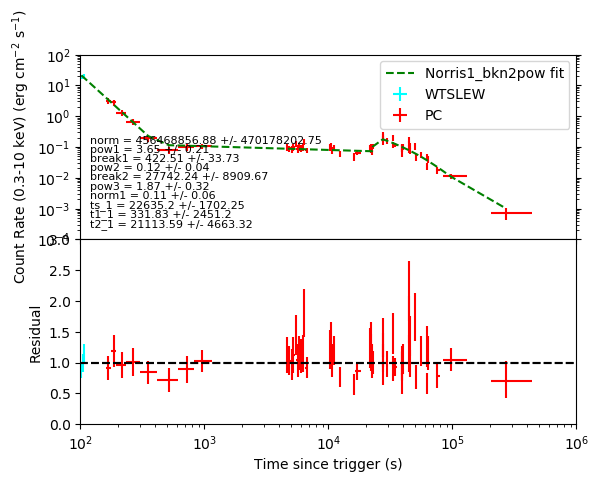 Count Rate (0.3-10 keV) (erg cm⁻² s⁻¹)
10²
10¹
10⁰
10⁻¹
10⁻²
10⁻³
Norris1_bkn2pow fit
WTSLEW
PC
norm = 456468856.88 +/- 470178202.75
pow1 = 3.65 +/- 0.21
break1 = 422.51 +/- 33.73
pow2 = 0.12 +/- 0.04
break2 = 27742.24 +/- 8909.67
pow3 = 1.87 +/- 0.32
norm1 = 0.11 +/- 0.06
ts_1 = 22635.2 +/- 1702.25
t1_1 = 331.83 +/- 2451.2
t2_1 = 21113.59 +/- 4663.32
Residual
3.0
2.5
2.0
1.5
1.0
0.5
0.0
10² 10³ 10⁴ 10⁵ 10⁶
Time since trigger (s)